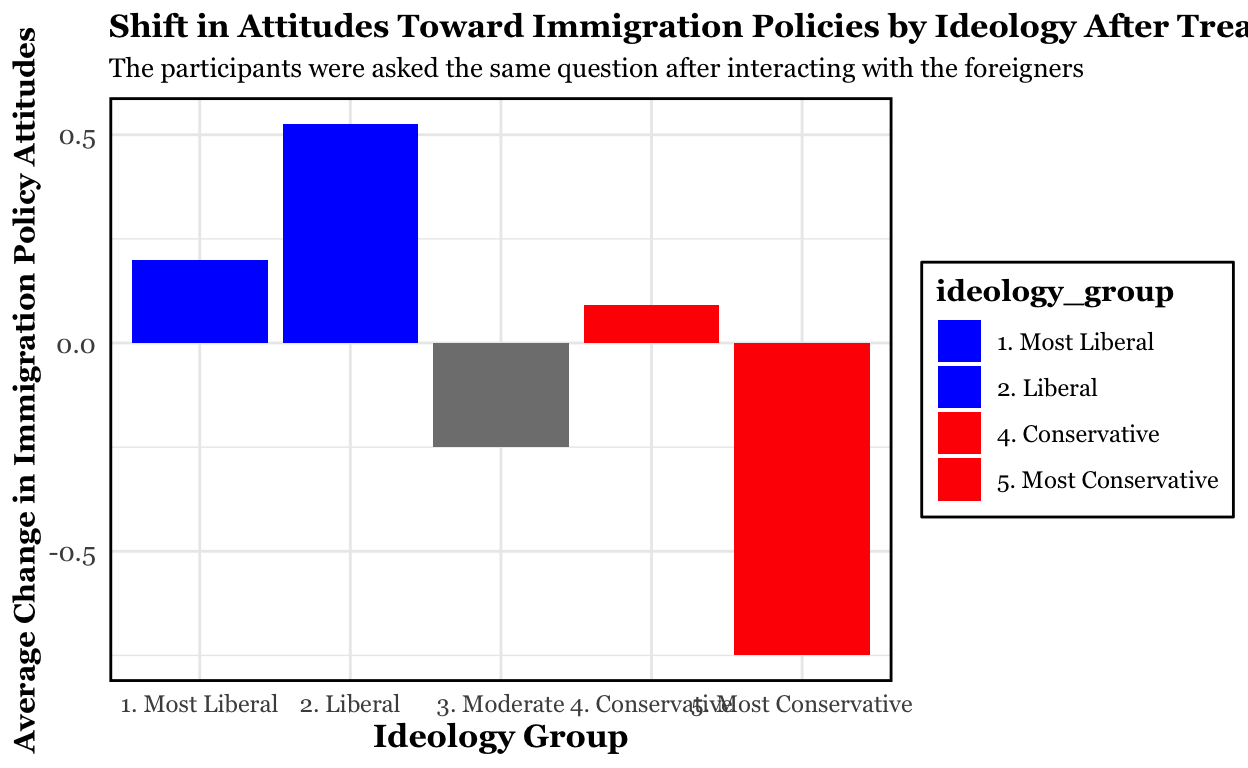 Shift in Attitudes Toward Immigration Policies by Ideology After Trea
The participants were asked the same question after interacting with the foreigners
Average Change in Immigration Policy Attitudes
0.5
0.0
-0.5
1. Most Liberal
2. Liberal
3. Moderate
4. Conservative
5. Most Conservative
Ideology Group
ideology_group
1. Most Liberal
2. Liberal
4. Conservative
5. Most Conservative